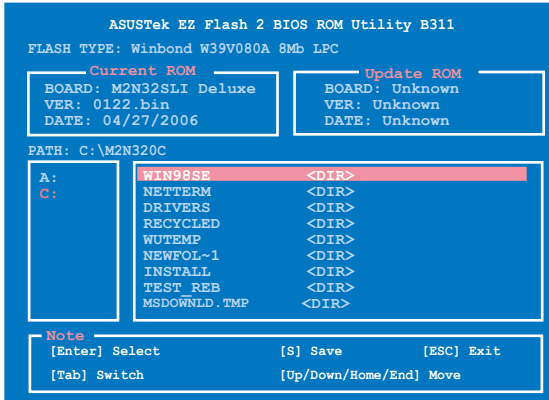 ASUSTek EZ Flash 2 BIOS ROM Utility B311
FLASH TYPE: Winbond W39V080A 8Mb LPC
Current ROM
BOARD: M2N32SLI Deluxe
VER: 0122.bin
DATE: 04/27/2006
Update ROM
BOARD: Unknown
VER: Unknown
DATE: Unknown
PATH: C:\M2N320C
A:
C:
WIN98SE <DIR>
NETTERM <DIR>
DRIVERS <DIR>
RECYCLED <DIR>
WUTEMP <DIR>
NEWFOL~1 <DIR>
INSTALL <DIR>
TEST_REB <DIR>
MSDOWNLD.TMP <DIR>
Note
[Enter] Select [S] Save [ESC] Exit
[Tab] Switch [Up/Down/Home/End] Move